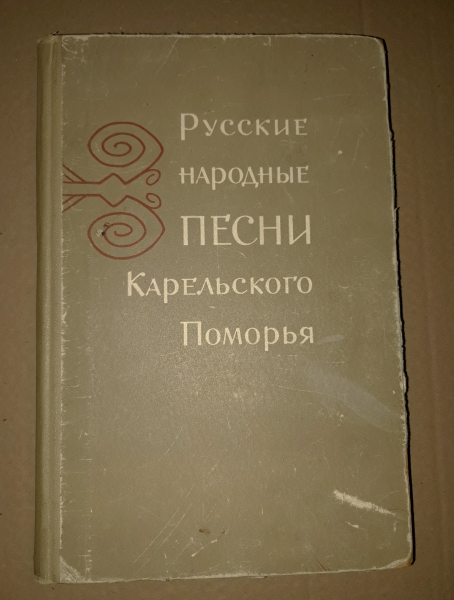 Русские
народные
ПЕСНИ
Карельского
Поморья